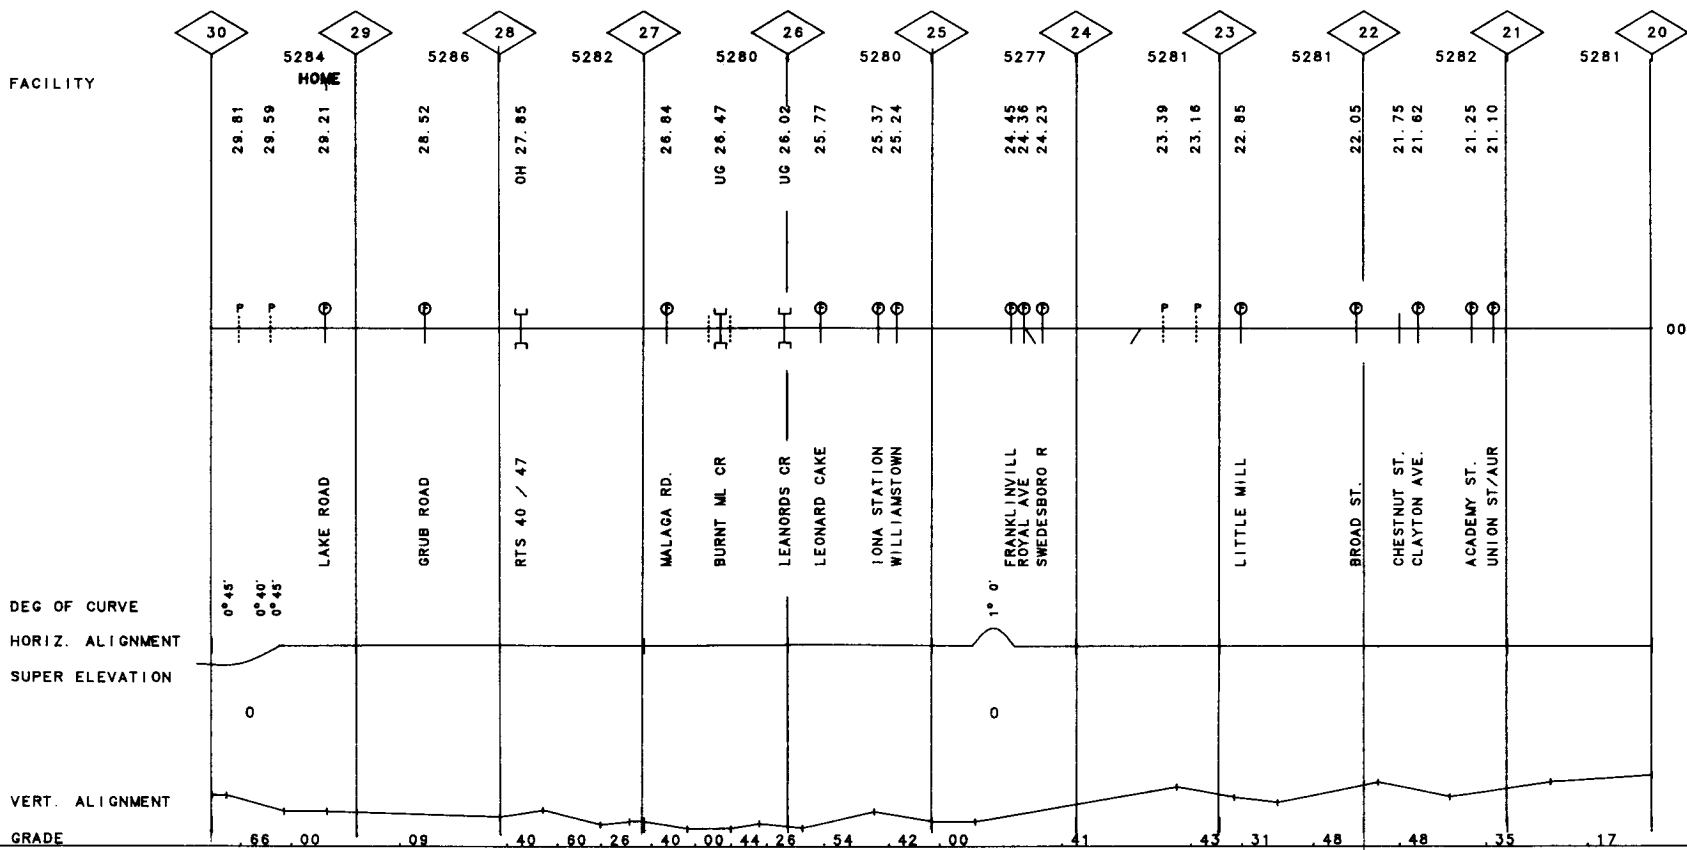 30 29 28 27 26 25 24 23 22 21 20
5284 5286 5282 5280 5280 5277 5281 5281 5282 5281
FACILITY
HOME
29.81
29.59
29.21
28.52
OH 27.85
26.84
UG 26.47
UG 26.02
25.77
25.37
25.24
24.45
24.36
24.23
23.39
23.16
22.85
22.05
21.75
21.62
21.25
21.10
P P F F F F F F F F F P P F F F F F
00
LAKE ROAD
GRUB ROAD
RTS 40 / 47
MALAGA RD.
BURNT ML CR
LEANORDS CR
LEONARD CAKE
IONA STATION
WILLIAMSTOWN
FRANKLINVILL
ROYAL AVE
SWEDESBORO R
LITTLE MILL
BROAD ST.
CHESTNUT ST.
CLAYTON AVE.
ACADEMY ST.
UNION ST/AUR
DEG OF CURVE
0°45'
0°40'
0°45'
1° 0'
HORIZ. ALIGNMENT
SUPER ELEVATION
0 0
VERT. ALIGNMENT
GRADE .66 .00 .09 .40 .60 .26 .40 .00 .44 .26 .54 .42 .00 .41 .43 .31 .48 .48 .35 .17